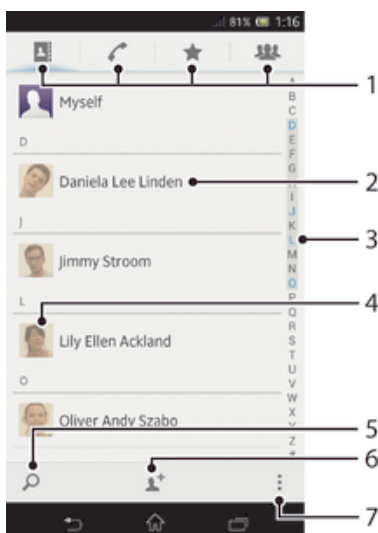 81% 1:16
1
Myself
A
B
C
D
E
F
G
D
I
Daniela Lee Linden
2
J
K
L
3
J
M
N
Jimmy Stroom
O
P
4
L
Q
R
S
Lily Ellen Ackland
T
U
V
O
W
X
Oliver Andy Szabo
Y
5
Z
#
6
7